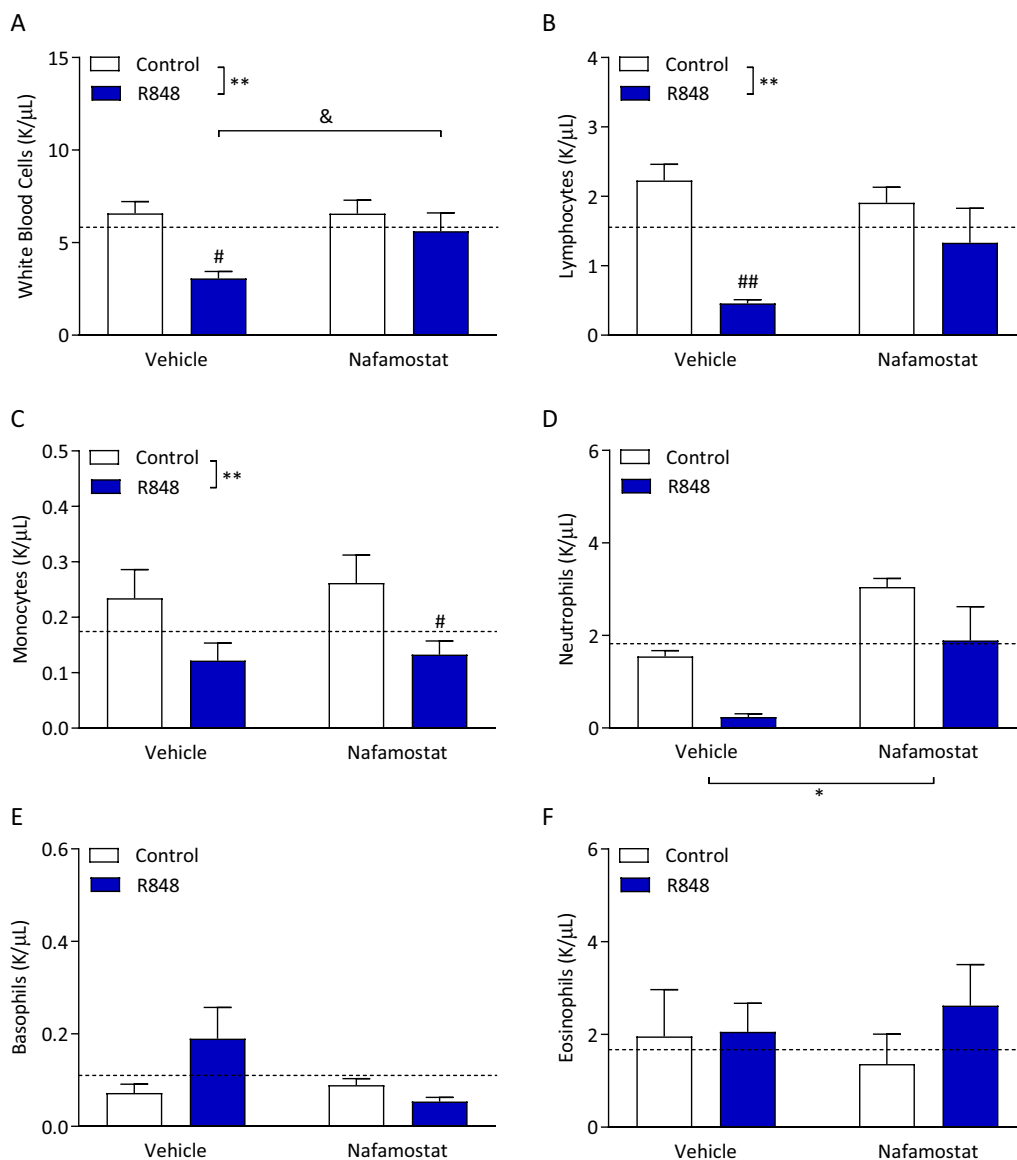 A
White Blood Cells (K/μL)
15
10
5
0
Control
R848
**
&
#
Vehicle
Nafamostat
B
Lymphocytes (K/μL)
4
3
2
1
0
Control
R848
**
##
Vehicle
Nafamostat
C
Monocytes (K/μL)
0.5
0.4
0.3
0.2
0.1
0.0
Control
R848
**
#
Vehicle
Nafamostat
D
Neutrophils (K/μL)
6
4
2
0
Control
R848
Vehicle
Nafamostat
*
E
Basophils (K/μL)
0.6
0.4
0.2
0.0
Control
R848
Vehicle
Nafamostat
F
Eosinophils (K/μL)
6
4
2
0
Control
R848
Vehicle
Nafamostat